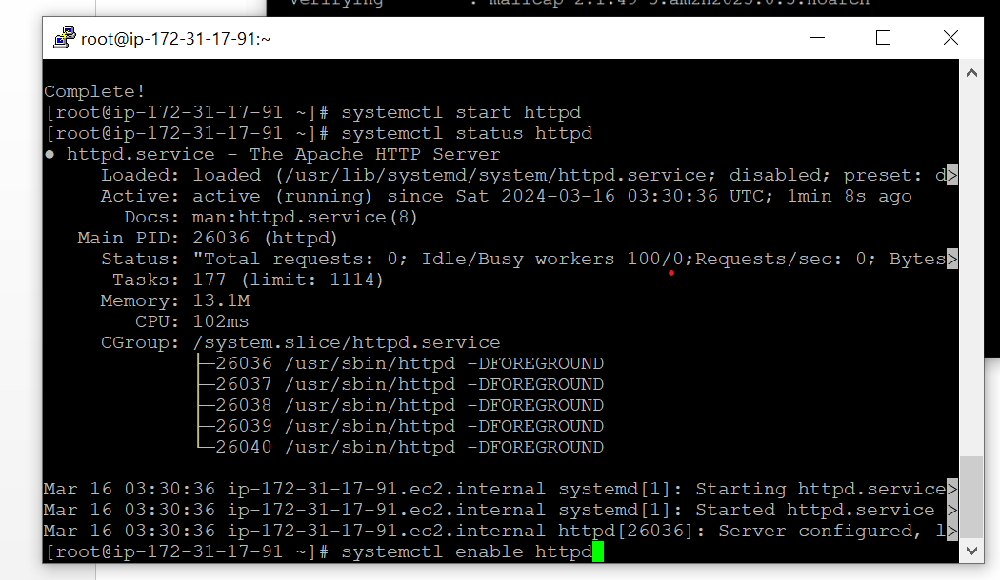 verifying : mailcap-2.1.49-3.amzn2023.0.3.noarch
root@ip-172-31-17-91:~
Complete!
[root@ip-172-31-17-91 ~]# systemctl start httpd
[root@ip-172-31-17-91 ~]# systemctl status httpd
● httpd.service - The Apache HTTP Server
Loaded: loaded (/usr/lib/systemd/system/httpd.service; disabled; preset: d>
Active: active (running) since Sat 2024-03-16 03:30:36 UTC; 1min 8s ago
Docs: man:httpd.service(8)
Main PID: 26036 (httpd)
Status: "Total requests: 0; Idle/Busy workers 100/0;Requests/sec: 0; Bytes>
Tasks: 177 (limit: 1114)
Memory: 13.1M
CPU: 102ms
CGroup: /system.slice/httpd.service
├─26036 /usr/sbin/httpd -DFOREGROUND
├─26037 /usr/sbin/httpd -DFOREGROUND
├─26038 /usr/sbin/httpd -DFOREGROUND
├─26039 /usr/sbin/httpd -DFOREGROUND
└─26040 /usr/sbin/httpd -DFOREGROUND
Mar 16 03:30:36 ip-172-31-17-91.ec2.internal systemd[1]: Starting httpd.service>
Mar 16 03:30:36 ip-172-31-17-91.ec2.internal systemd[1]: Started httpd.service >
Mar 16 03:30:36 ip-172-31-17-91.ec2.internal httpd[26036]: Server configured, l>
[root@ip-172-31-17-91 ~]# systemctl enable httpd